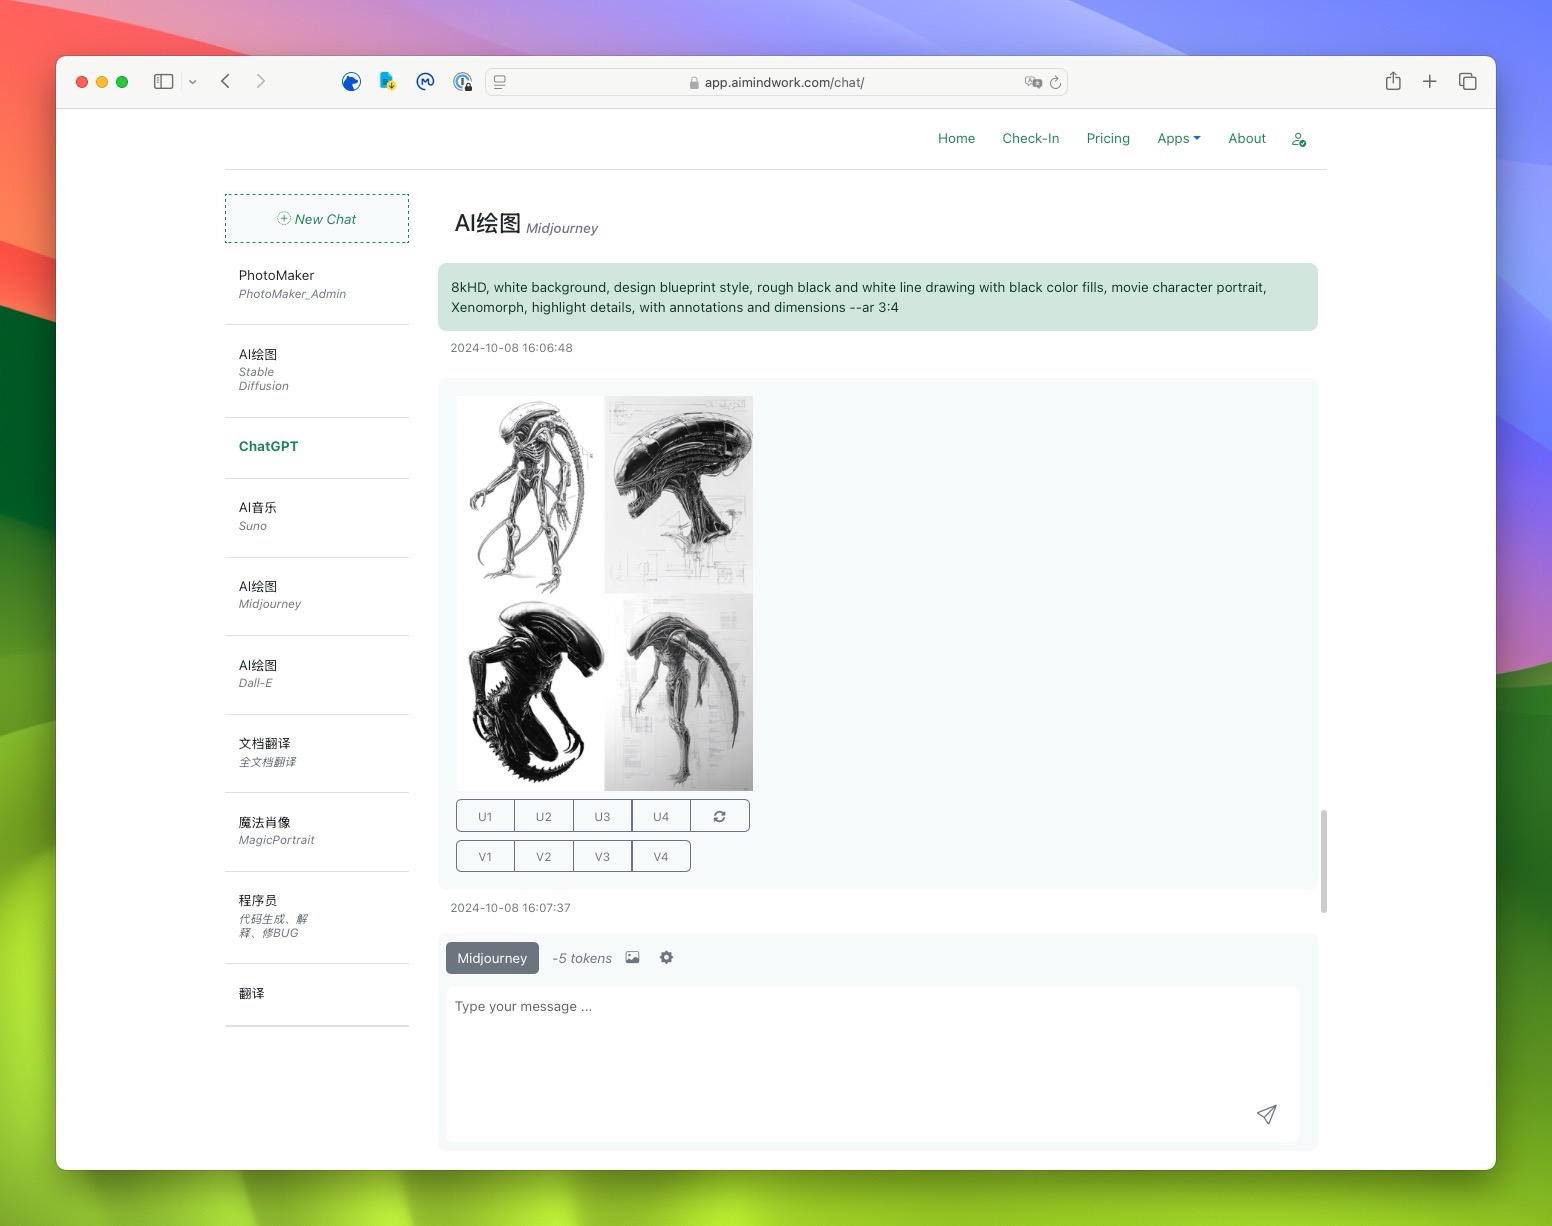 app.aimindwork.com/chat/
Home
Check-In
Pricing
Apps
About
New Chat
PhotoMaker
PhotoMaker_Admin
AI绘图
Stable
Diffusion
ChatGPT
AI音乐
Suno
AI绘图
Midjourney
AI绘图
Dall-E
文档翻译
全文档翻译
魔法肖像
MagicPortrait
程序员
代码生成、解
释、修BUG
翻译
AI绘图 Midjourney
8kHD, white background, design blueprint style, rough black and white line drawing with black color fills, movie character portrait,
Xenomorph, highlight details, with annotations and dimensions --ar 3:4
2024-10-08 16:06:48
U1
U2
U3
U4
V1
V2
V3
V4
2024-10-08 16:07:37
Midjourney
-5 tokens
Type your message ...